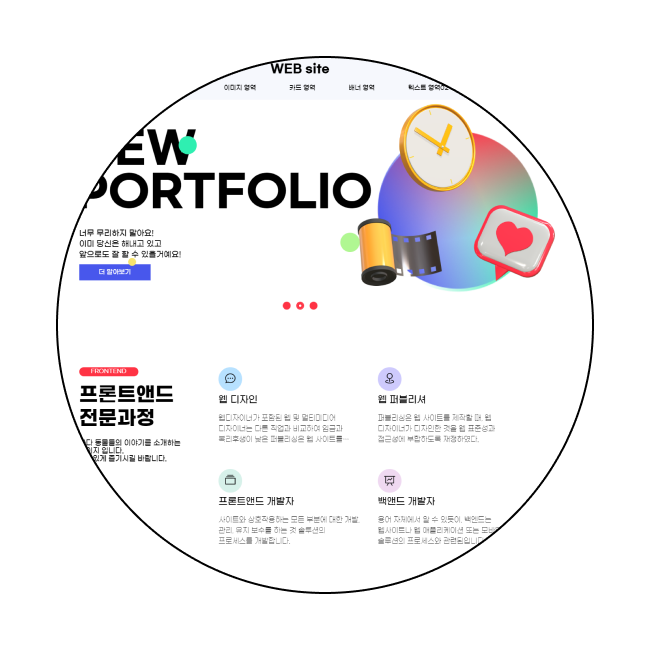 WEB site
이미지 영역 카드 영역 배너 영역 텍스트 영역02
EW
PORTFOLIO
너무 무리하지 말아요!
이미 당신은 해내고 있고
앞으로도 잘 할 수 있을거예요!
더 알아보기
FRONTEND
프론트앤드
전문과정
다 동물들의 이야기를 소개하는
지 입니다.
있게 즐기시길 바랍니다.
웹 디자인
웹디자이너가 포함된 웹 및 멀티미디어
디자이너는 다른 직업과 비교하여 임금과
복리후생이 낮은 퍼블리싱은 웹 사이트를…
웹 퍼블리셔
퍼블리싱은 웹 사이트를 제작할 때, 웹
디자이너가 디자인한 것을 웹 표준성과
접근성에 부합하도록 재정하였다.
프론트앤드 개발자
사이트와 상호작용하는 모든 부분에 대한 개발,
관리, 유지 보수를 하는 것 솔루션의
프로세스를 개발합니다.
백앤드 개발자
용어 자체에서 알 수 있듯이, 백엔드는
웹사이트나 웹 애플리케이션 또는 모바
솔루션의 프로세스와 관련된입니다